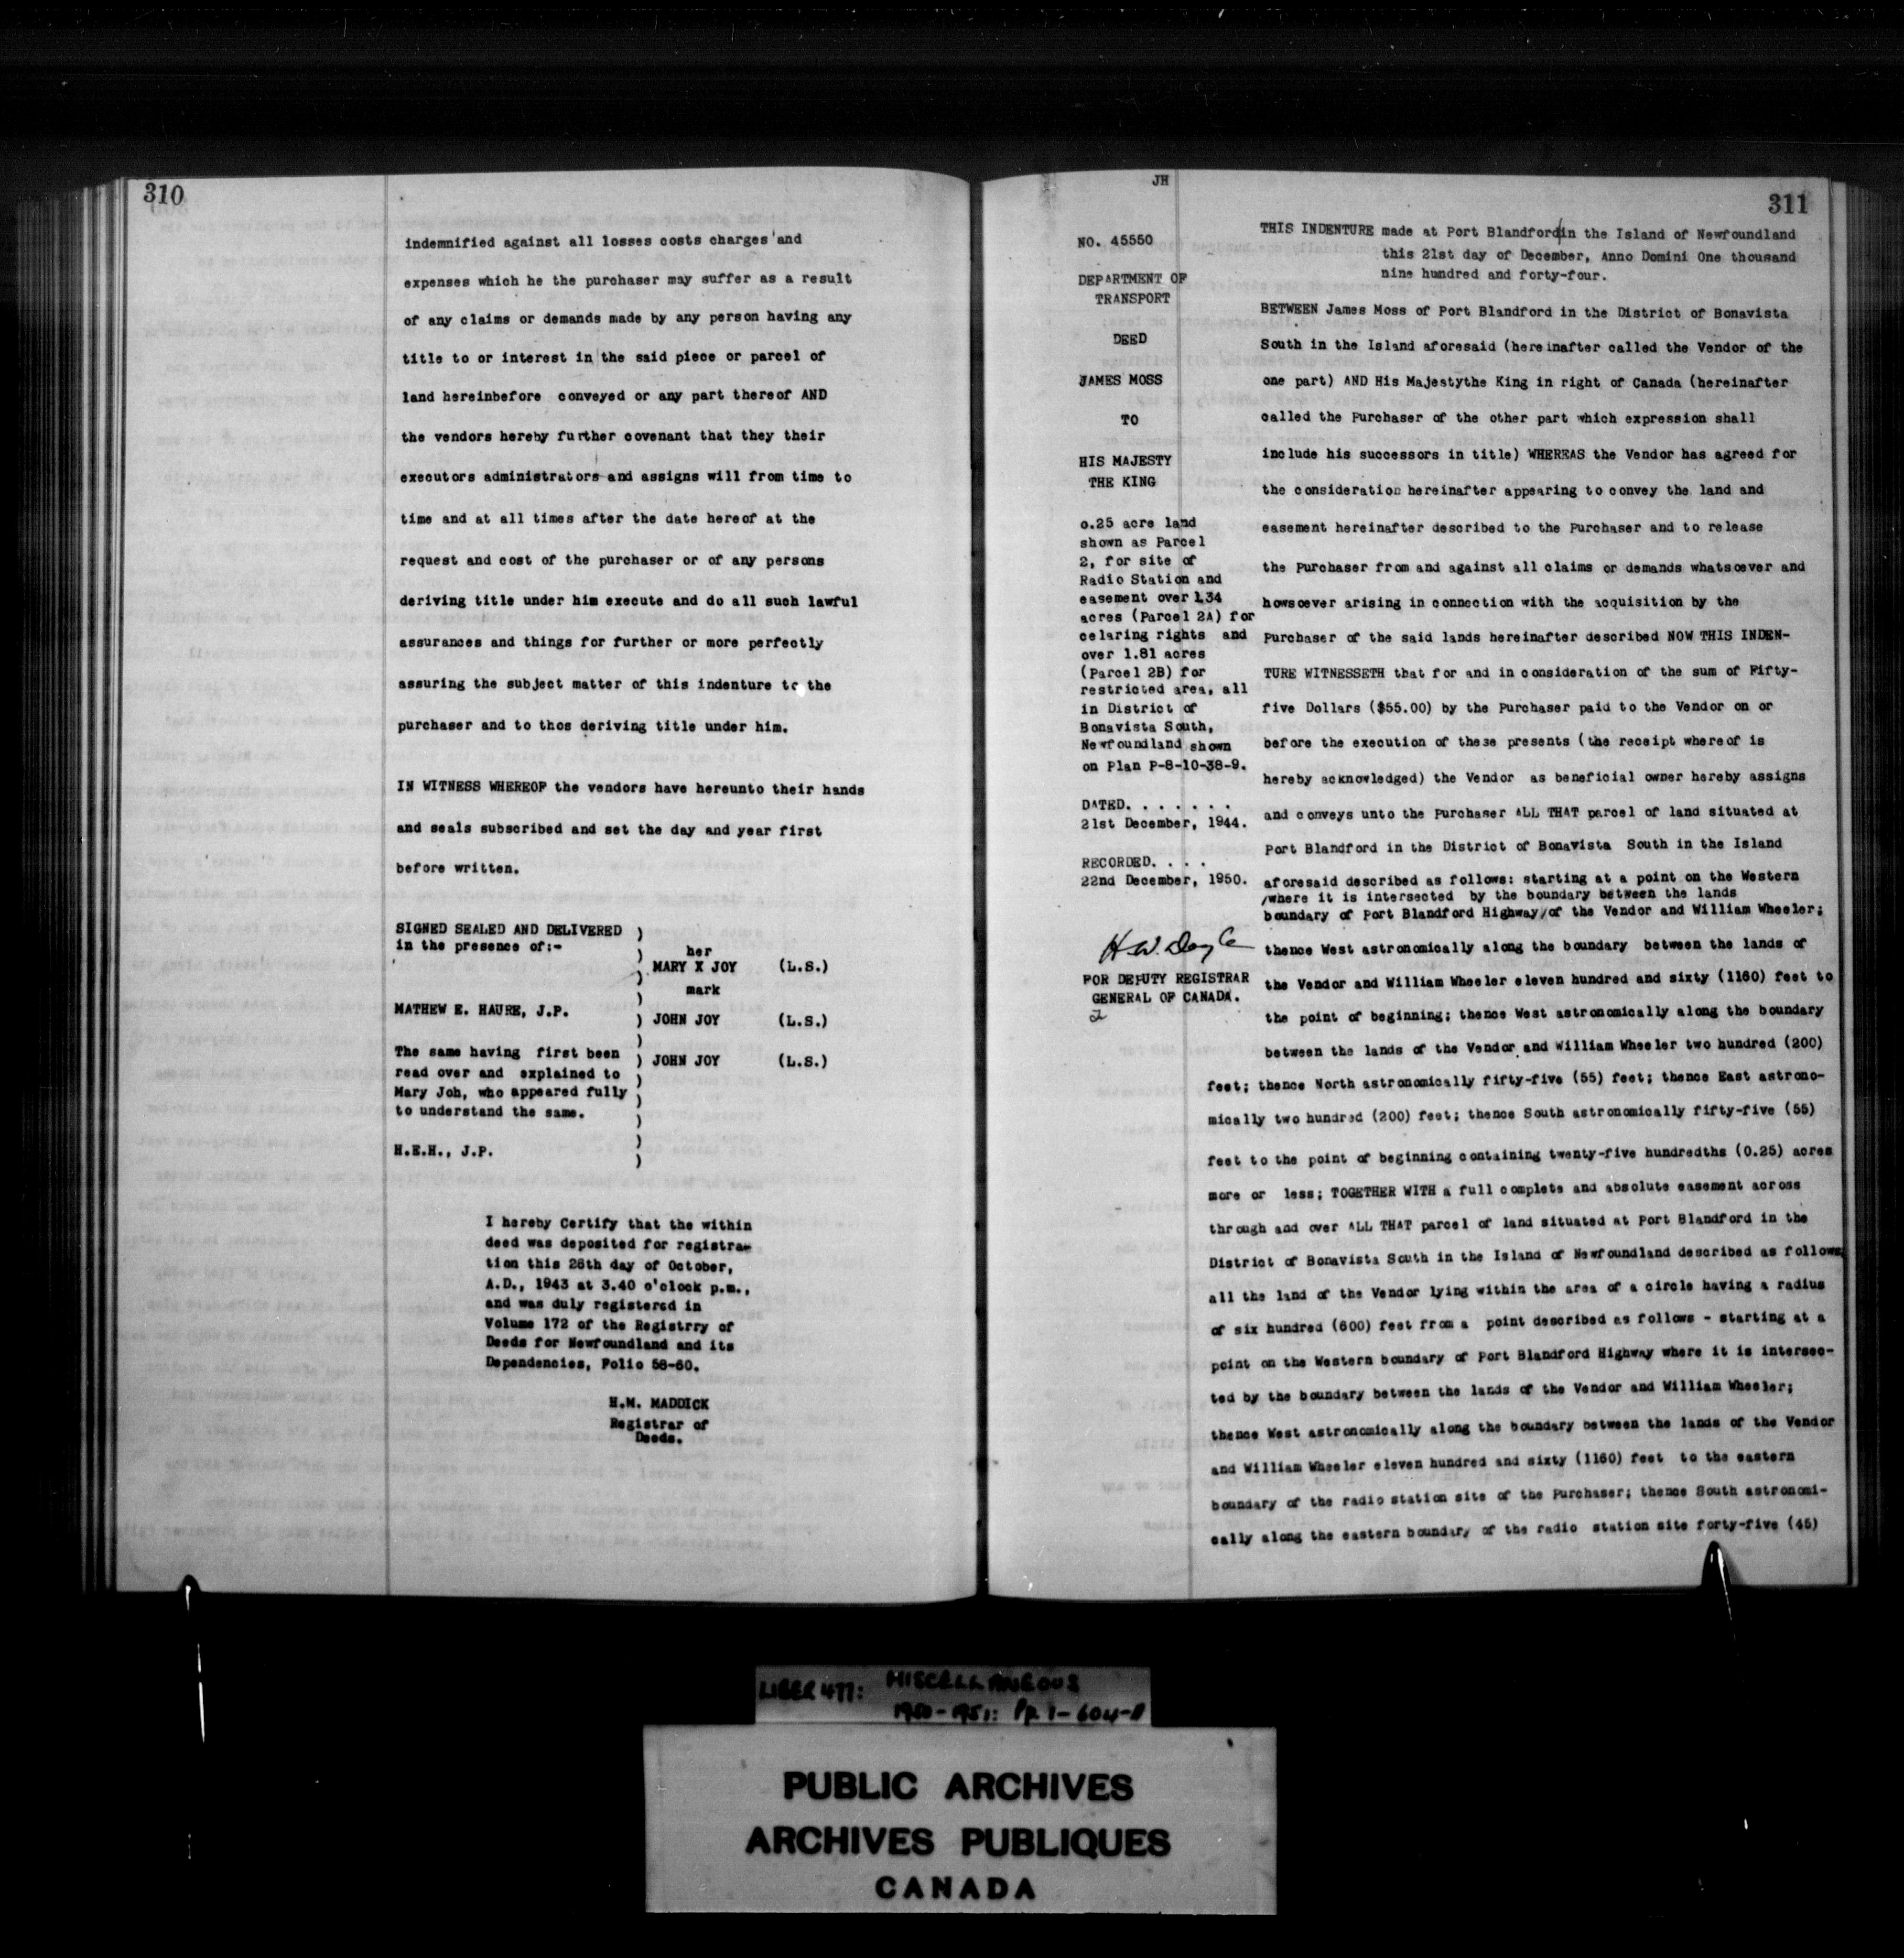 310
indemnified against all losses costs charges and
expenses which he the purchaser may suffer as a result
of any claims or demands made by any person having any
title to or interest in the said piece or parcel of
land hereinbefore conveyed or any part thereof AND
the vendors hereby further covenant that they their
executors administrators and assigns will from time to
time and at all times after the date hereof at the
request and cost of the purchaser or of any persons
deriving title under him execute and do all such lawful
assurances and things for further or more perfectly
assuring the subject matter of this indenture to the
purchaser and to thos deriving title under him.
IN WITNESS WHEREOF the vendors have hereunto their hands
and seals subscribed and set the day and year first
before written.
SIGNED SEALED AND DELIVERED )
in the presence of:- )
her
MARY X JOY (L.S.)
mark
MATHEW E. HAURE, J.P.
) JOHN JOY (L.S.)
The same having first been ) JOHN JOY (L.S.)
read over and explained to )
Mary Joh, who appeared fully )
to understand the same. )
H.E.H., J.P. )
I hereby Certify that the within
deed was deposited for registra-
tion this 26th day of October,
A.D., 1943 at 3.40 o'clock p.m.,
and was duly registered in
Volume 172 of the Registrry of
Deeds for Newfoundland and its
Dependencies, Folio 58-60.
H.M. MADDICK
Registrar of
Deeds.
JH
311
NO. 45550
DEPARTMENT OF
TRANSPORT
DEED
JAMES MOSS
TO
HIS MAJESTY
THE KING
0.25 acre land
shown as Parcel
2, for site of
Radio Station and
easement over 1.34
acres (Parcel 2A) for
celaring rights and
over 1.81 acres
(Parcel 2B) for
restricted area, all
in District of
Bonavista South,
Newfoundland shown
on Plan P-8-10-38-9.
DATED. . . . . . .
21st December, 1944.
RECORDED. . . .
22nd December, 1950.
H.W. Doyle
FOR DEPUTY REGISTRAR
GENERAL OF CANADA.
2
THIS INDENTURE made at Port Blandford in the Island of Newfoundland
this 21st day of December, Anno Domini One thousand
nine hundred and forty-four.
BETWEEN James Moss of Port Blandford in the District of Bonavista
South in the Island aforesaid (hereinafter called the Vendor of the
one part) AND His Majestythe King in right of Canada (hereinafter
called the Purchaser of the other part which expression shall
include his successors in title) WHEREAS the Vendor has agreed for
the consideration hereinafter appearing to convey the land and
easement hereinafter described to the Purchaser and to release
the Purchaser from and against all claims or demands whatsoever and
howsoever arising in connection with the acquisition by the
Purchaser of the said lands hereinafter described NOW THIS INDEN-
TURE WITNESSETH that for and in consideration of the sum of Fifty-
five Dollars ($55.00) by the Purchaser paid to the Vendor on or
before the execution of these presents (the receipt whereof is
hereby acknowledged) the Vendor as beneficial owner hereby assigns
and conveys unto the Purchaser ALL THAT parcel of land situated at
Port Blandford in the District of Bonavista South in the Island
aforesaid described as follows: starting at a point on the Western
/where it is intersected by the boundary between the lands
boundary of Port Blandford Highway/of the Vendor and William Wheeler;
thence West astronomically along the boundary between the lands of
the Vendor and William Wheeler eleven hundred and sixty (1160) feet to
the point of beginning; thence West astronomically along the boundary
between the lands of the Vendor and William Wheeler two hundred (200)
feet; thence North astronomically fifty-five (55) feet; thence East astrono-
mically two hundred (200) feet; thence South astronomically fifty-five (55)
feet to the point of beginning containing twenty-five hundredths (0.25) acres
more or less; TOGETHER WITH a full complete and absolute easement across
through and over ALL THAT parcel of land situated at Port Blandford in the
District of Bonavista South in the Island of Newfoundland described as follows;
all the land of the Vendor lying within the area of a circle having a radius
of six hundred (600) feet from a point described as follows - starting at a
point on the Western boundary of Port Blandford Highway where it is intersec-
ted by the boundary between the lands of the Vendor and William Wheeler;
thence West astronomically along the boundary between the lands of the Vendor
and William Wheeler eleven hundred and sixty (1160) feet to the eastern
boundary of the radio station site of the Purchaser; thence South astronomi-
cally along the eastern boundary of the radio station site forty-five (45)
LIBER 477: MISCELLANEOUS
1950-1951: Pp. 1-604-A
PUBLIC ARCHIVES
ARCHIVES PUBLIQUES
CANADA